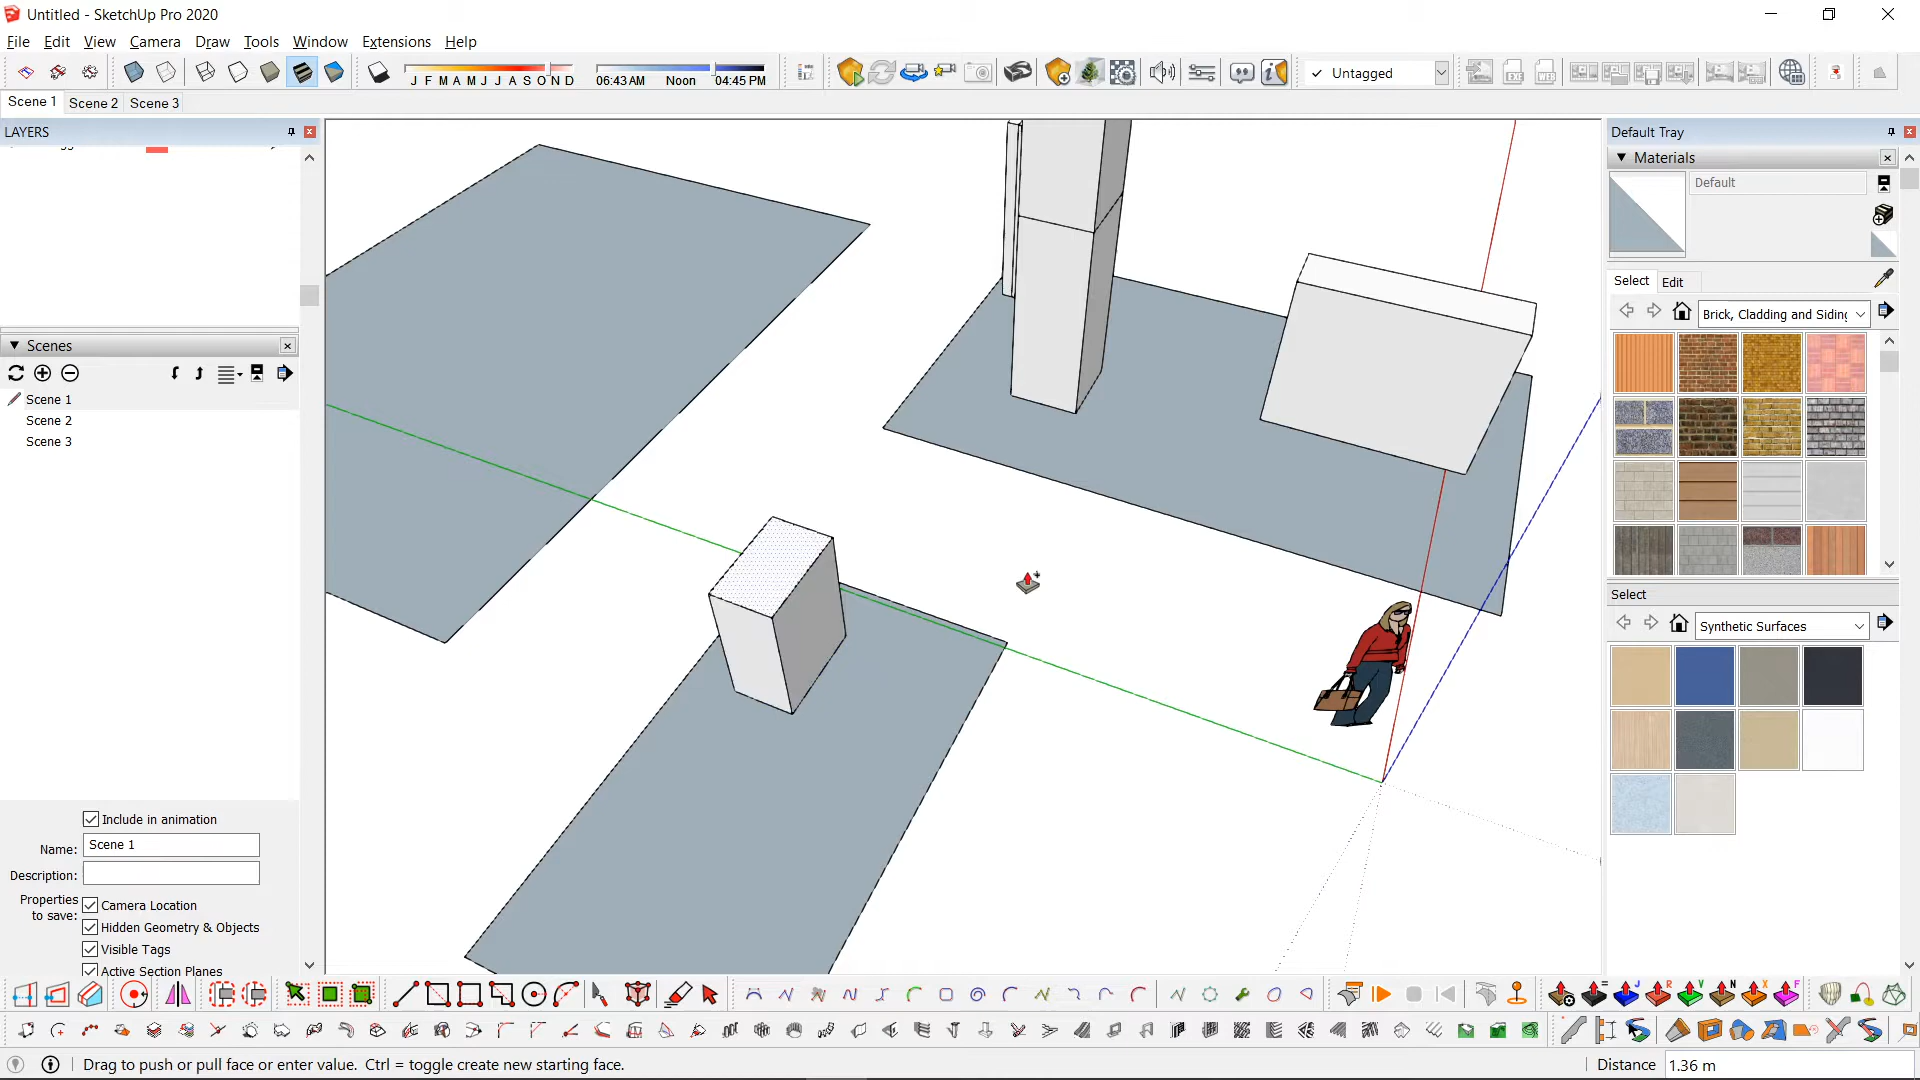 Untitled - SketchUp Pro 2020
File Edit View Camera Draw Tools Window Extensions Help
J F M A M J J A S O N D
06:43 AM Noon 04:45 PM
Untagged
Scene 1 Scene 2 Scene 3
LAYERS
Scenes
Scene 1
Scene 2
Scene 3
Include in animation
Name: Scene 1
Description:
Properties to save:
Camera Location
Hidden Geometry & Objects
Visible Tags
Active Section Planes
Default Tray
Materials
Default
Select Edit
Brick, Cladding and Siding
Select
Synthetic Surfaces
Drag to push or pull face or enter value. Ctrl = toggle create new starting face.
Distance 1.36 m